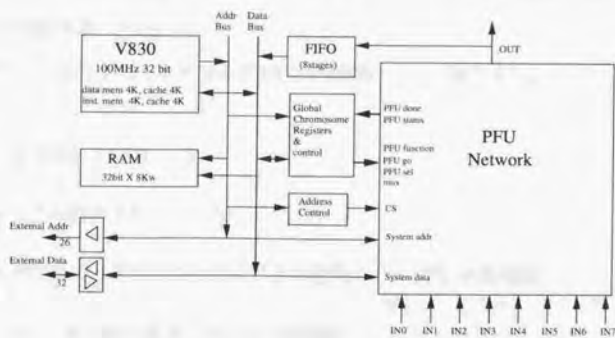 Addr
Bus
Data
Bus
V830
100MHz 32 bit
data mem 4K, cache 4K
inst. mem 4K, cache 4K
FIFO
(8stages)
OUT
Global
Chromosome
Registers
&
control
PFU done
PFU status
PFU function
PFU go
PFU sel
PFU
Network
RAM
32bit X 8Kw
Address
Control
CS
External Addr
26
System addr
External Data
32
System data
IN0
IN1
IN2
IN3
IN4
IN5
IN6
IN7